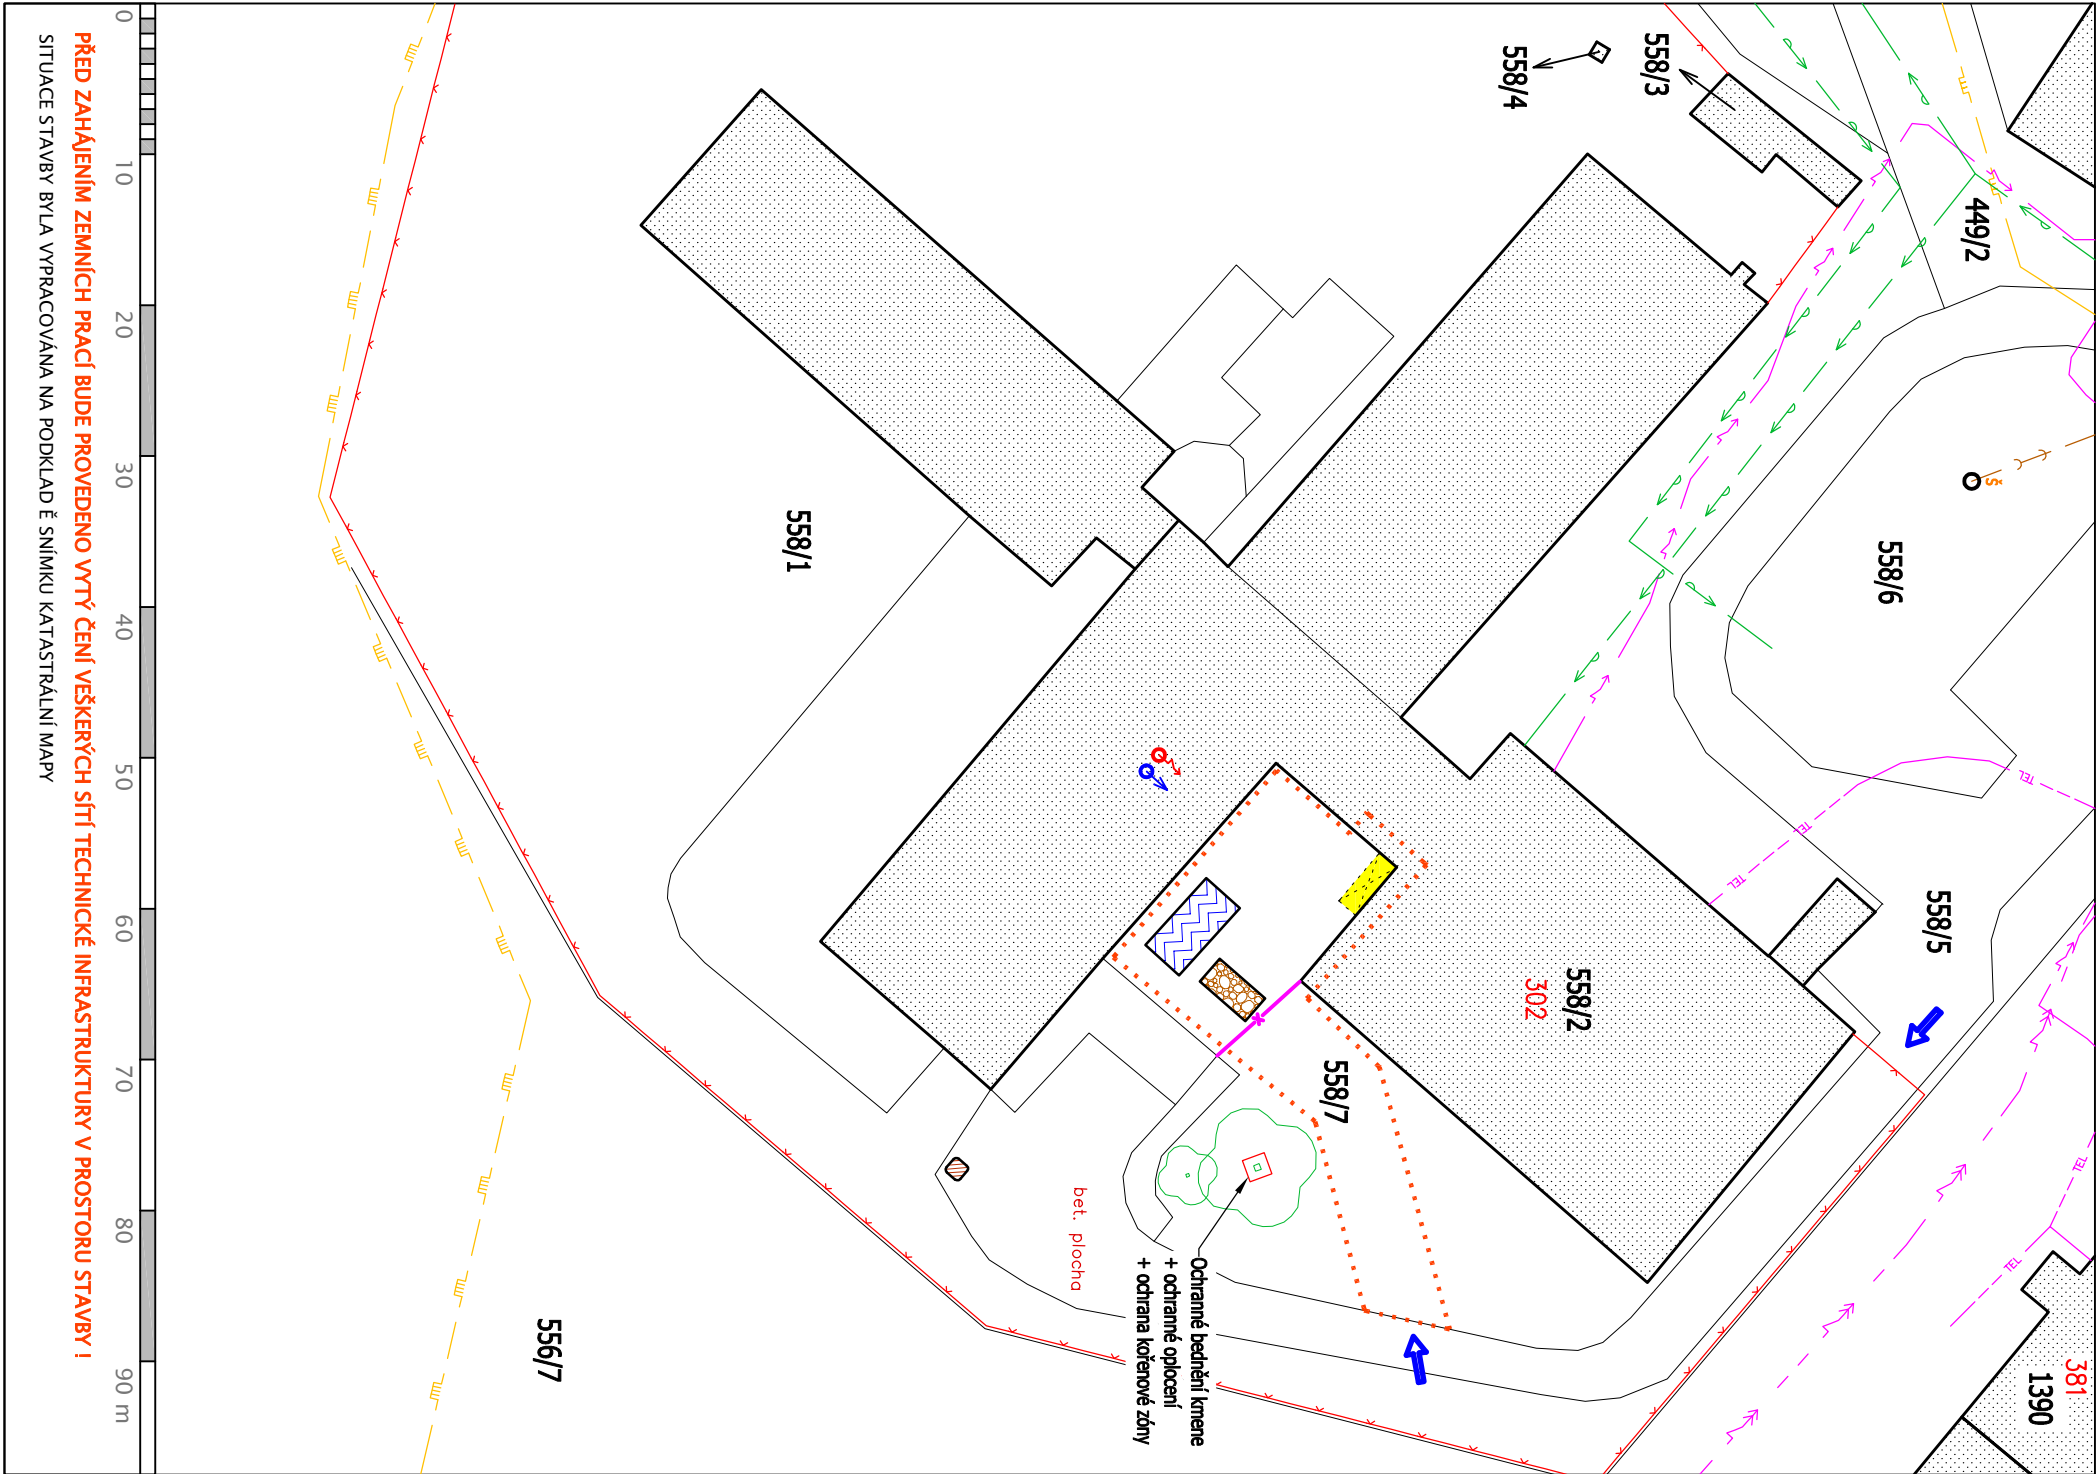 PŘED ZAHÁJENÍM ZEMNÍCH PRACÍ BUDE PROVEDENO VYTÝ ČENÍ VEŠKERÝCH SÍTÍ TECHNICKÉ INFRASTRUKTURY V PROSTORU STAVBY !
SITUACE STAVBY BYLA VYPRACOVÁNA NA PODKLAD Ě SNÍMKU KATASTRÁLNÍ MAPY
0 10 20 30 40 50 60 70 80 90 m
558/4
558/3
449/2
558/6
Š
558/1
558/5
TEL
TEL
TEL
TEL
TEL
558/2
302
558/7
bet. plocha
Ochranné bednění kmene
+ ochranné oplocení
+ ochrana kořenové zóny
556/7
381
1390